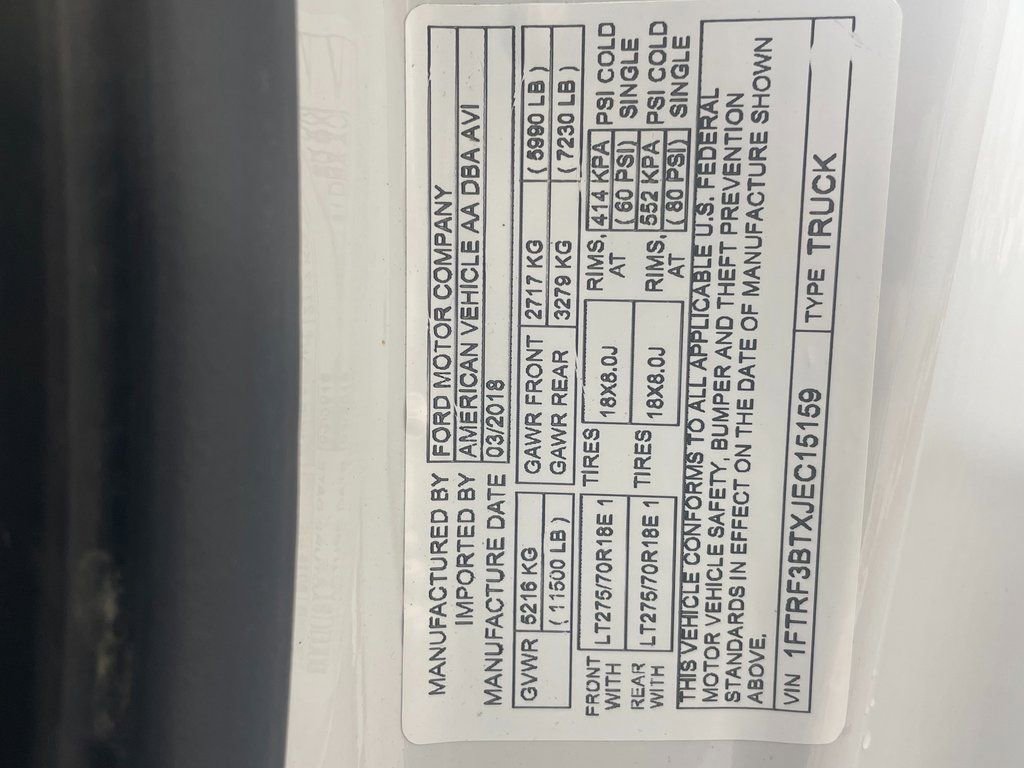 MANUFACTURED BY FORD MOTOR COMPANY
IMPORTED BY AMERICAN VEHICLE AA DBA AVI
MANUFACTURE DATE 03/2018
GVWR 5216 KG GAWR FRONT 2717 KG ( 5990 LB )
( 11500 LB ) GAWR REAR 3279 KG ( 7230 LB )
FRONT WITH LT275/70R18E 1 TIRES 18X8.0J RIMS, AT 414 KPA ( 60 PSI) PSI COLD SINGLE
REAR WITH LT275/70R18E 1 TIRES 18X8.0J RIMS, AT 552 KPA ( 80 PSI) PSI COLD SINGLE
THIS VEHICLE CONFORMS TO ALL APPLICABLE U.S. FEDERAL
MOTOR VEHICLE SAFETY, BUMPER AND THEFT PREVENTION
STANDARDS IN EFFECT ON THE DATE OF MANUFACTURE SHOWN
ABOVE.
VIN 1FTRF3BTXJEC15159 TYPE TRUCK